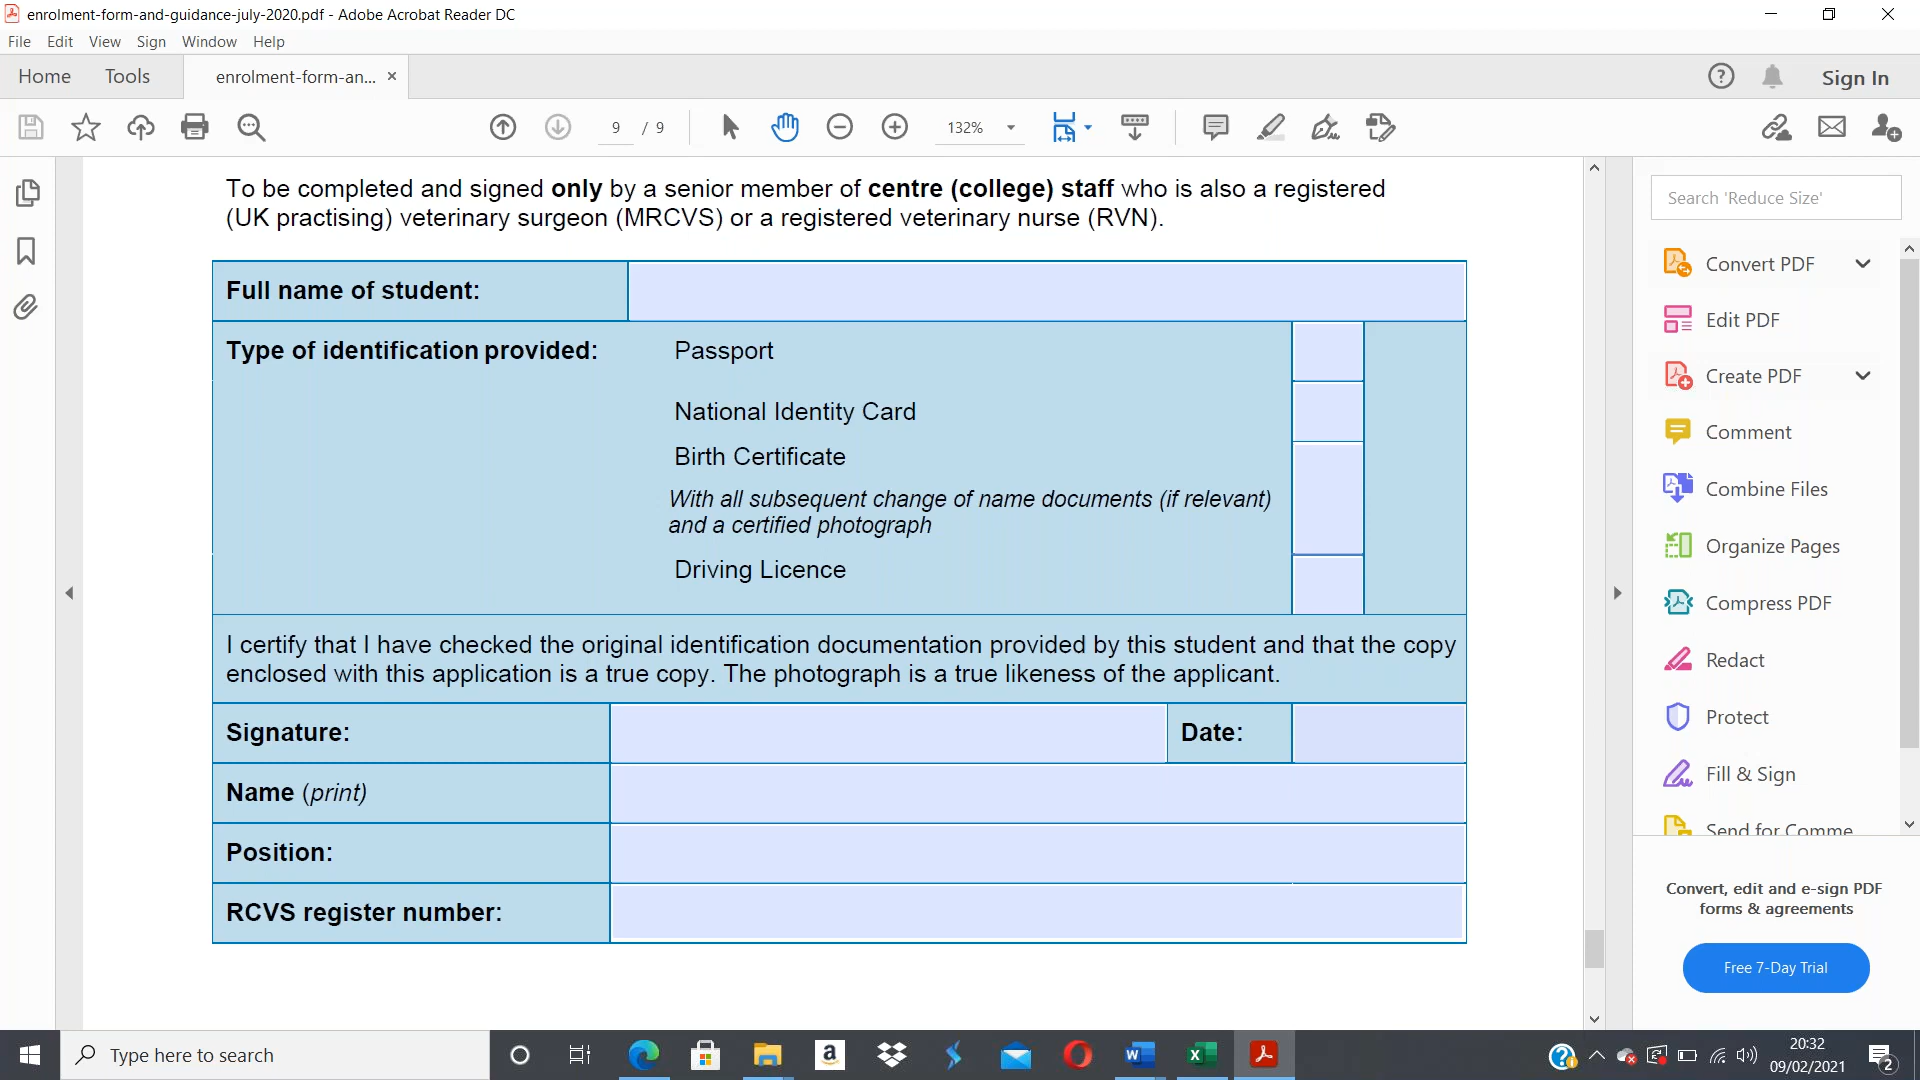 enrolment-form-and-guidance-july-2020.pdf - Adobe Acrobat Reader DC
File Edit View Sign Window Help
Home Tools enrolment-form-an... × Sign In
9 / 9 132%
To be completed and signed only by a senior member of centre (college) staff who is also a registered
(UK practising) veterinary surgeon (MRCVS) or a registered veterinary nurse (RVN).
Full name of student:
Type of identification provided: Passport
National Identity Card
Birth Certificate
With all subsequent change of name documents (if relevant)
and a certified photograph
Driving Licence
I certify that I have checked the original identification documentation provided by this student and that the copy
enclosed with this application is a true copy. The photograph is a true likeness of the applicant.
Signature: Date:
Name (print)
Position:
RCVS register number:
Search 'Reduce Size'
Convert PDF
Edit PDF
Create PDF
Comment
Combine Files
Organize Pages
Compress PDF
Redact
Protect
Fill & Sign
Send for Comme
Convert, edit and e-sign PDF
forms & agreements
Free 7-Day Trial
Type here to search
20:32
09/02/2021
2